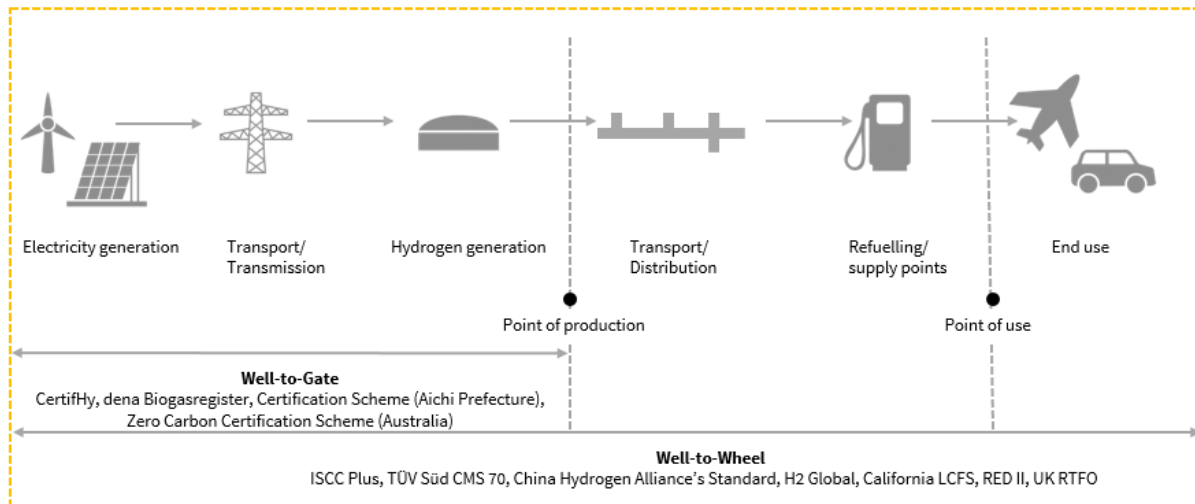 Electricity generation
Transport/
Transmission
Hydrogen generation
Transport/
Distribution
Refuelling/
supply points
End use
Point of production
Point of use
Well-to-Gate
CertifHy, dena Biogasregister, Certification Scheme (Aichi Prefecture),
Zero Carbon Certification Scheme (Australia)
Well-to-Wheel
ISCC Plus, TÜV Süd CMS 70, China Hydrogen Alliance's Standard, H2 Global, California LCFS, RED II, UK RTFO